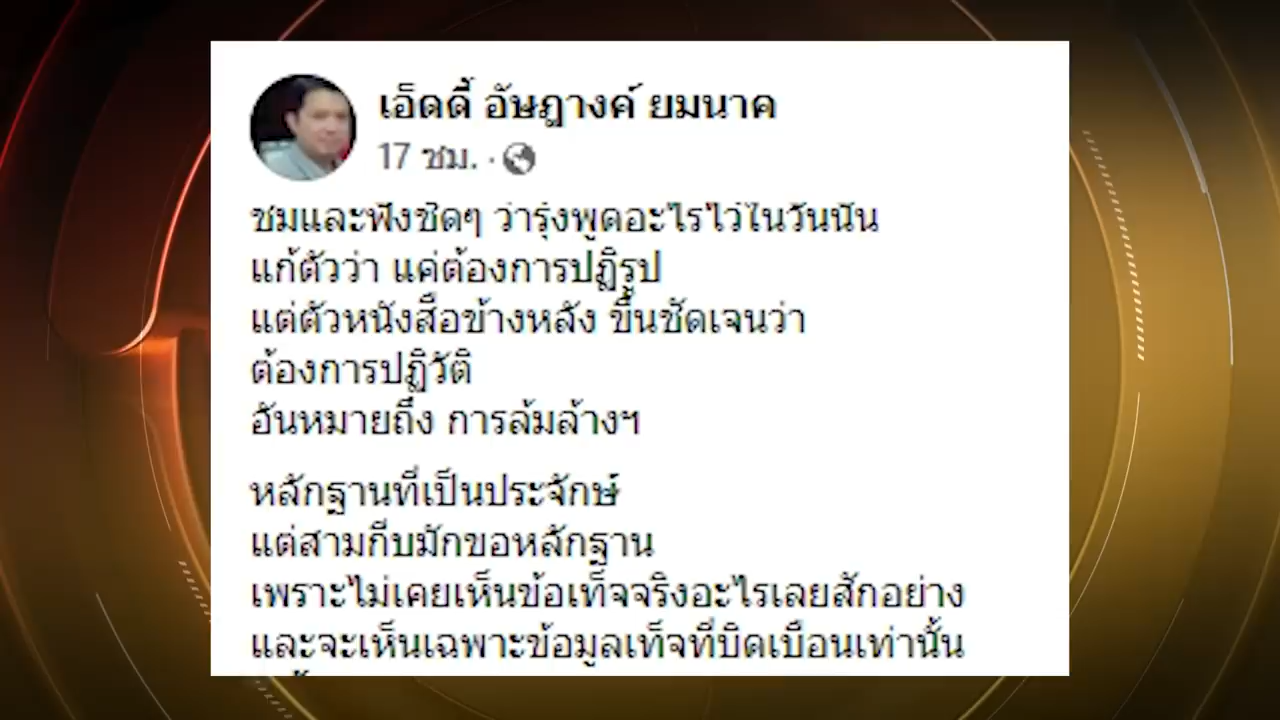 เอ็ดดี้ อัษฎางค์ ยมนาค
17 ชม. ·
ชมและฟังชัดๆ ว่ารุ้งพูดอะไรไว้ในวันนั้น
แก้ตัวว่า แค่ต้องการปฏิรูป
แต่ตัวหนังสือข้างหลัง ขึ้นชัดเจนว่า
ต้องการปฏิวัติ
อันหมายถึง การล้มล้างฯ
หลักฐานที่เป็นประจักษ์
แต่สามกีบมักขอหลักฐาน
เพราะไม่เคยเห็นข้อเท็จจริงอะไรเลยสักอย่าง
และจะเห็นเฉพาะข้อมูลเท็จที่บิดเบือนเท่านั้น